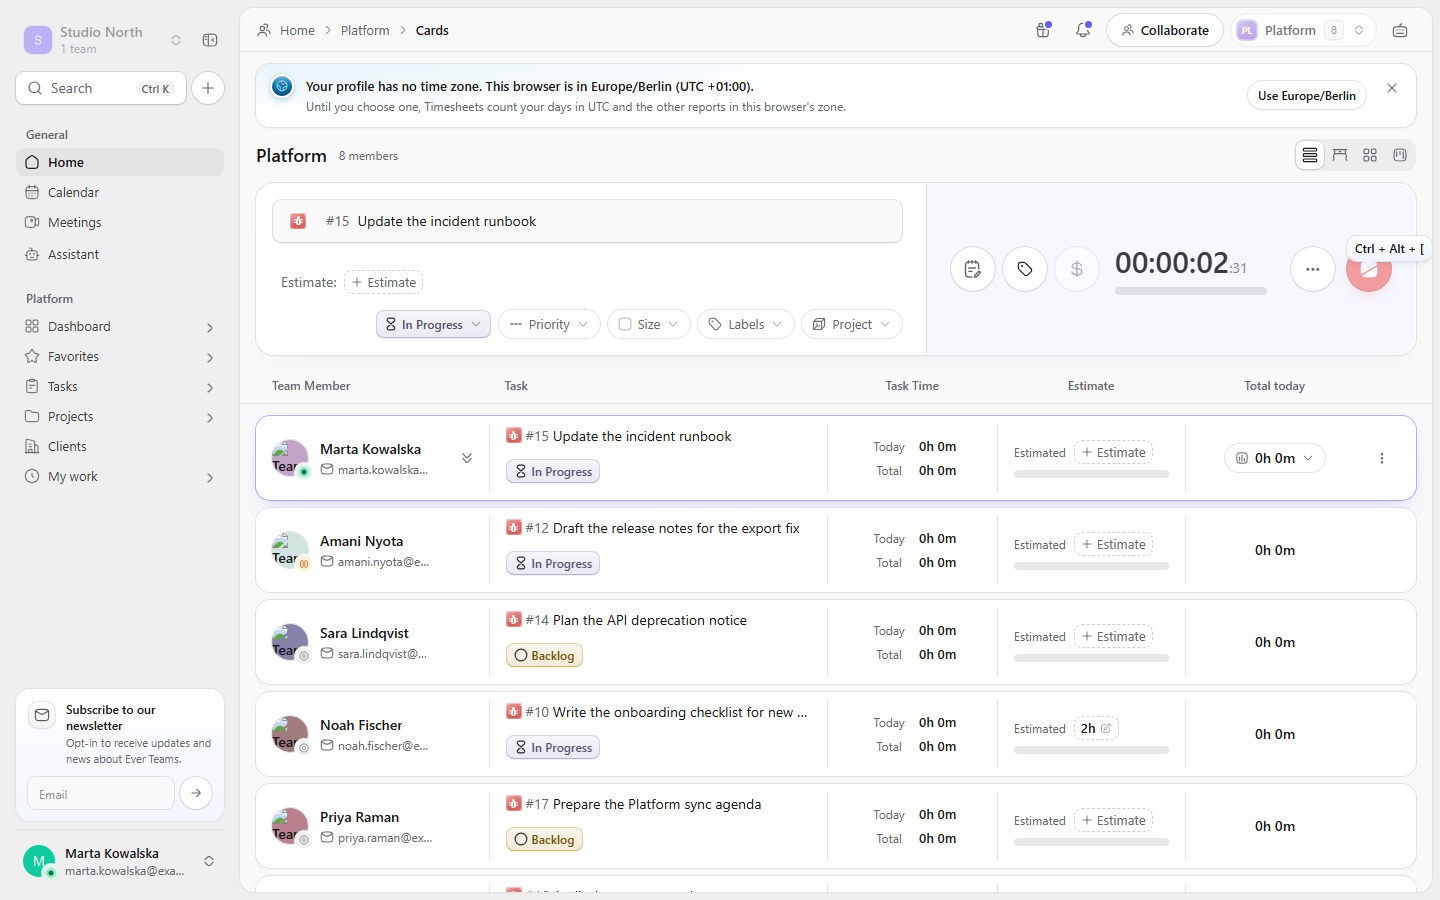 S
Studio North
1 team
Search
Ctrl K
General
Home
Calendar
Meetings
Assistant
Platform
Dashboard
Favorites
Tasks
Projects
Clients
My work
Subscribe to our
newsletter
Opt-in to receive updates and
news about Ever Teams.
Email
M
Marta Kowalska
marta.kowalska@exa...
Home
Platform
Cards
Collaborate
PL
Platform
8
Your profile has no time zone. This browser is in Europe/Berlin (UTC +01:00).
Until you choose one, Timesheets count your days in UTC and the other reports in this browser's zone.
Use Europe/Berlin
Platform
8 members
#15 Update the incident runbook
Estimate:
+ Estimate
In Progress
Priority
Size
Labels
Project
00:00:02:31
Ctrl + Alt + [
Team Member
Task
Task Time
Estimate
Total today
Marta Kowalska
marta.kowalska...
#15 Update the incident runbook
In Progress
Today 0h 0m
Total 0h 0m
Estimated + Estimate
0h 0m
Amani Nyota
amani.nyota@e...
#12 Draft the release notes for the export fix
In Progress
Today 0h 0m
Total 0h 0m
Estimated + Estimate
0h 0m
Sara Lindqvist
sara.lindqvist@...
#14 Plan the API deprecation notice
Backlog
Today 0h 0m
Total 0h 0m
Estimated + Estimate
0h 0m
Noah Fischer
noah.fischer@e...
#10 Write the onboarding checklist for new ...
In Progress
Today 0h 0m
Total 0h 0m
Estimated 2h
0h 0m
Priya Raman
priya.raman@ex...
#17 Prepare the Platform sync agenda
Backlog
Today 0h 0m
Total 0h 0m
Estimated + Estimate
0h 0m